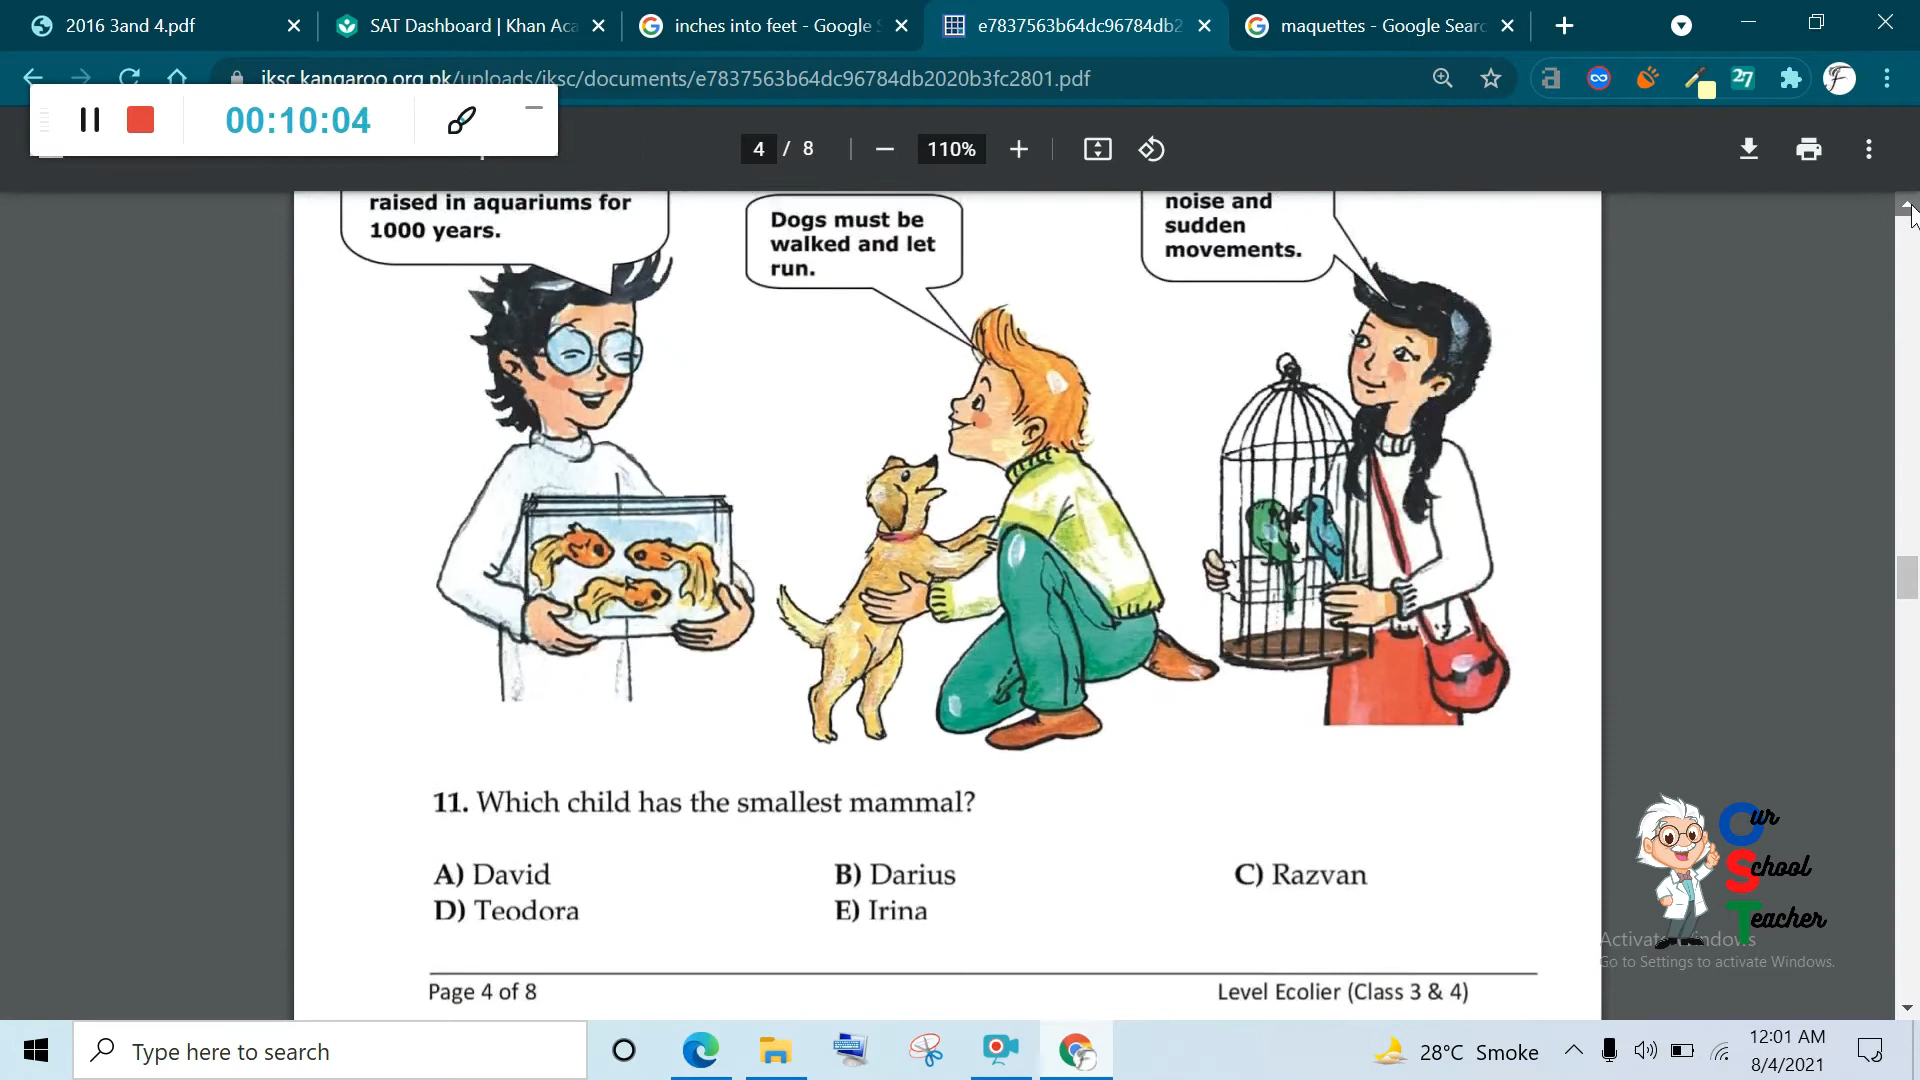 2016 3and 4.pdf
SAT Dashboard | Khan Aca
inches into feet - Google S
e7837563b64dc96784db2
maquettes - Google Searc
iksc.kangaroo.org.pk/uploads/iksc/documents/e7837563b64dc96784db2020b3fc2801.pdf
27
00:10:04
4 / 8
110%
raised in aquariums for
1000 years.
Dogs must be
walked and let
run.
noise and
sudden
movements.
11. Which child has the smallest mammal?
A) David
B) Darius
C) Razvan
D) Teodora
E) Irina
Our
School
Teacher
Activate Windows
Go to Settings to activate Windows.
Page 4 of 8
Level Ecolier (Class 3 & 4)
Type here to search
28°C Smoke
12:01 AM
8/4/2021